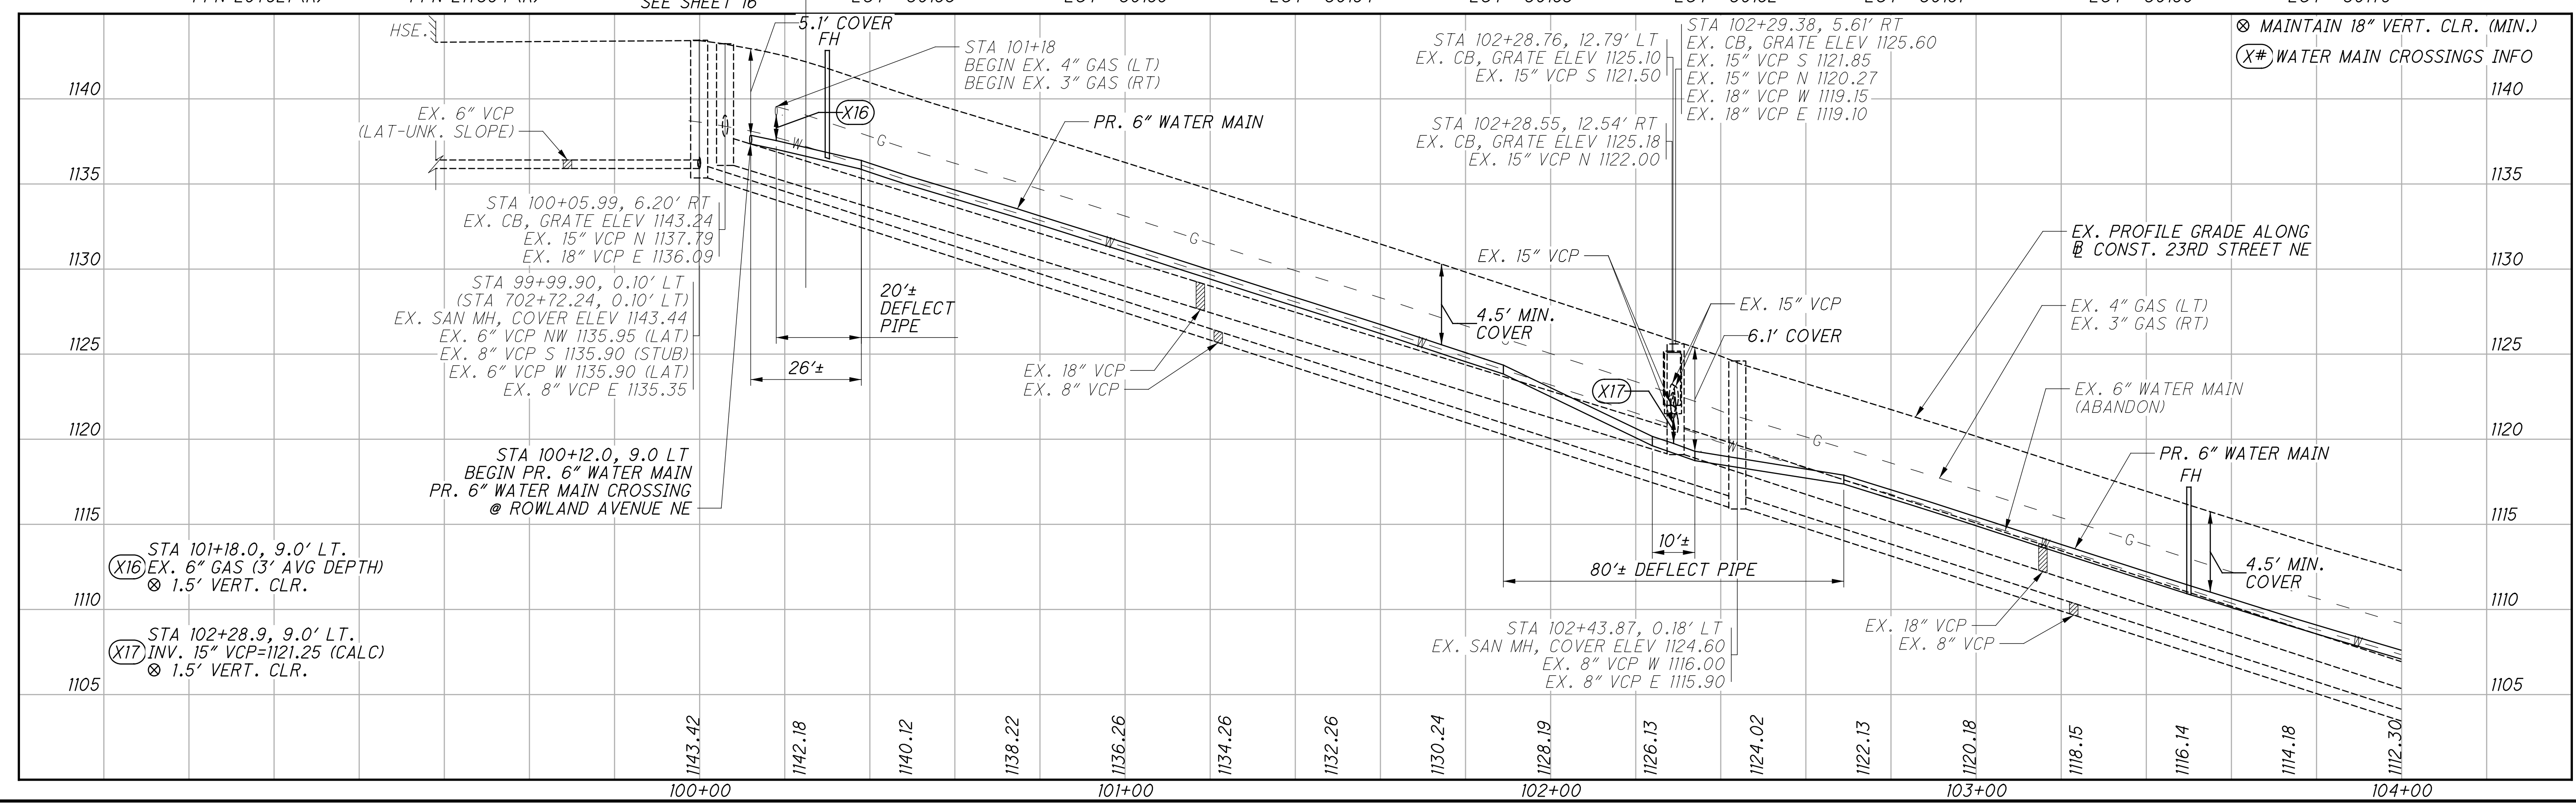 SEE SHEET 16
HSE.
5.1' COVER
FH
STA 101+18
BEGIN EX. 4" GAS (LT)
BEGIN EX. 3" GAS (RT)
STA 102+28.76, 12.79' LT
EX. CB, GRATE ELEV 1125.10
EX. 15" VCP S 1121.50
STA 102+29.38, 5.61' RT
EX. CB, GRATE ELEV 1125.60
EX. 15" VCP S 1121.85
EX. 15" VCP N 1120.27
EX. 18" VCP W 1119.15
EX. 18" VCP E 1119.10
⊗ MAINTAIN 18" VERT. CLR. (MIN.)
X# WATER MAIN CROSSINGS INFO
1140
1140
EX. 6" VCP
(LAT-UNK. SLOPE)
X16
PR. 6" WATER MAIN
STA 102+28.55, 12.54' RT
EX. CB, GRATE ELEV 1125.18
EX. 15" VCP N 1122.00
W
G
1135
1135
STA 100+05.99, 6.20' RT
EX. CB, GRATE ELEV 1143.24
EX. 15" VCP N 1137.79
EX. 18" VCP E 1136.09
W
G
EX. 15" VCP
EX. PROFILE GRADE ALONG
℄ CONST. 23RD STREET NE
1130
1130
STA 99+99.90, 0.10' LT
(STA 702+72.24, 0.10' LT)
EX. SAN MH, COVER ELEV 1143.44
EX. 6" VCP NW 1135.95 (LAT)
EX. 8" VCP S 1135.90 (STUB)
EX. 6" VCP W 1135.90 (LAT)
EX. 8" VCP E 1135.35
20'±
DEFLECT
PIPE
26'±
EX. 18" VCP
EX. 8" VCP
4.5' MIN.
COVER
W
G
EX. 15" VCP
6.1' COVER
EX. 4" GAS (LT)
EX. 3" GAS (RT)
1125
1125
X17
EX. 6" WATER MAIN
(ABANDON)
1120
1120
W
G
STA 100+12.0, 9.0 LT
BEGIN PR. 6" WATER MAIN
PR. 6" WATER MAIN CROSSING
@ ROWLAND AVENUE NE
PR. 6" WATER MAIN
FH
1115
1115
10'±
80'± DEFLECT PIPE
W
G
4.5' MIN.
COVER
X16
STA 101+18.0, 9.0' LT.
EX. 6" GAS (3' AVG DEPTH)
⊗ 1.5' VERT. CLR.
1110
1110
X17
STA 102+28.9, 9.0' LT.
INV. 15" VCP=1121.25 (CALC)
⊗ 1.5' VERT. CLR.
STA 102+43.87, 0.18' LT
EX. SAN MH, COVER ELEV 1124.60
EX. 8" VCP W 1116.00
EX. 8" VCP E 1115.90
EX. 18" VCP
EX. 8" VCP
W
1105
1105
1143.42
1142.18
1140.12
1138.22
1136.26
1134.26
1132.26
1130.24
1128.19
1126.13
1124.02
1122.13
1120.18
1118.15
1116.14
1114.18
1112.30
100+00
101+00
102+00
103+00
104+00